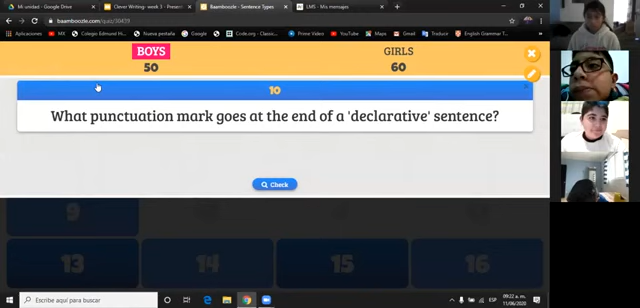 Mi unidad - Google Drive
Clever Writing - week 3 - Present
Baamboozle - Sentence Types
LMS - Mis mensajes
baamboozle.com/quiz/30459
Aplicaciones
MX
Colegio Edmund H
Nueva pestaña
Google
Code.org - Classic
Prime Video
YouTube
Maps
Gmail
Traducir
English Grammar T
BOYS
GIRLS
50
60
10
What punctuation mark goes at the end of a 'declarative' sentence?
Check
9
13
14
15
16
Escribe aquí para buscar
ESP
09:22 a. m.
11/06/2020